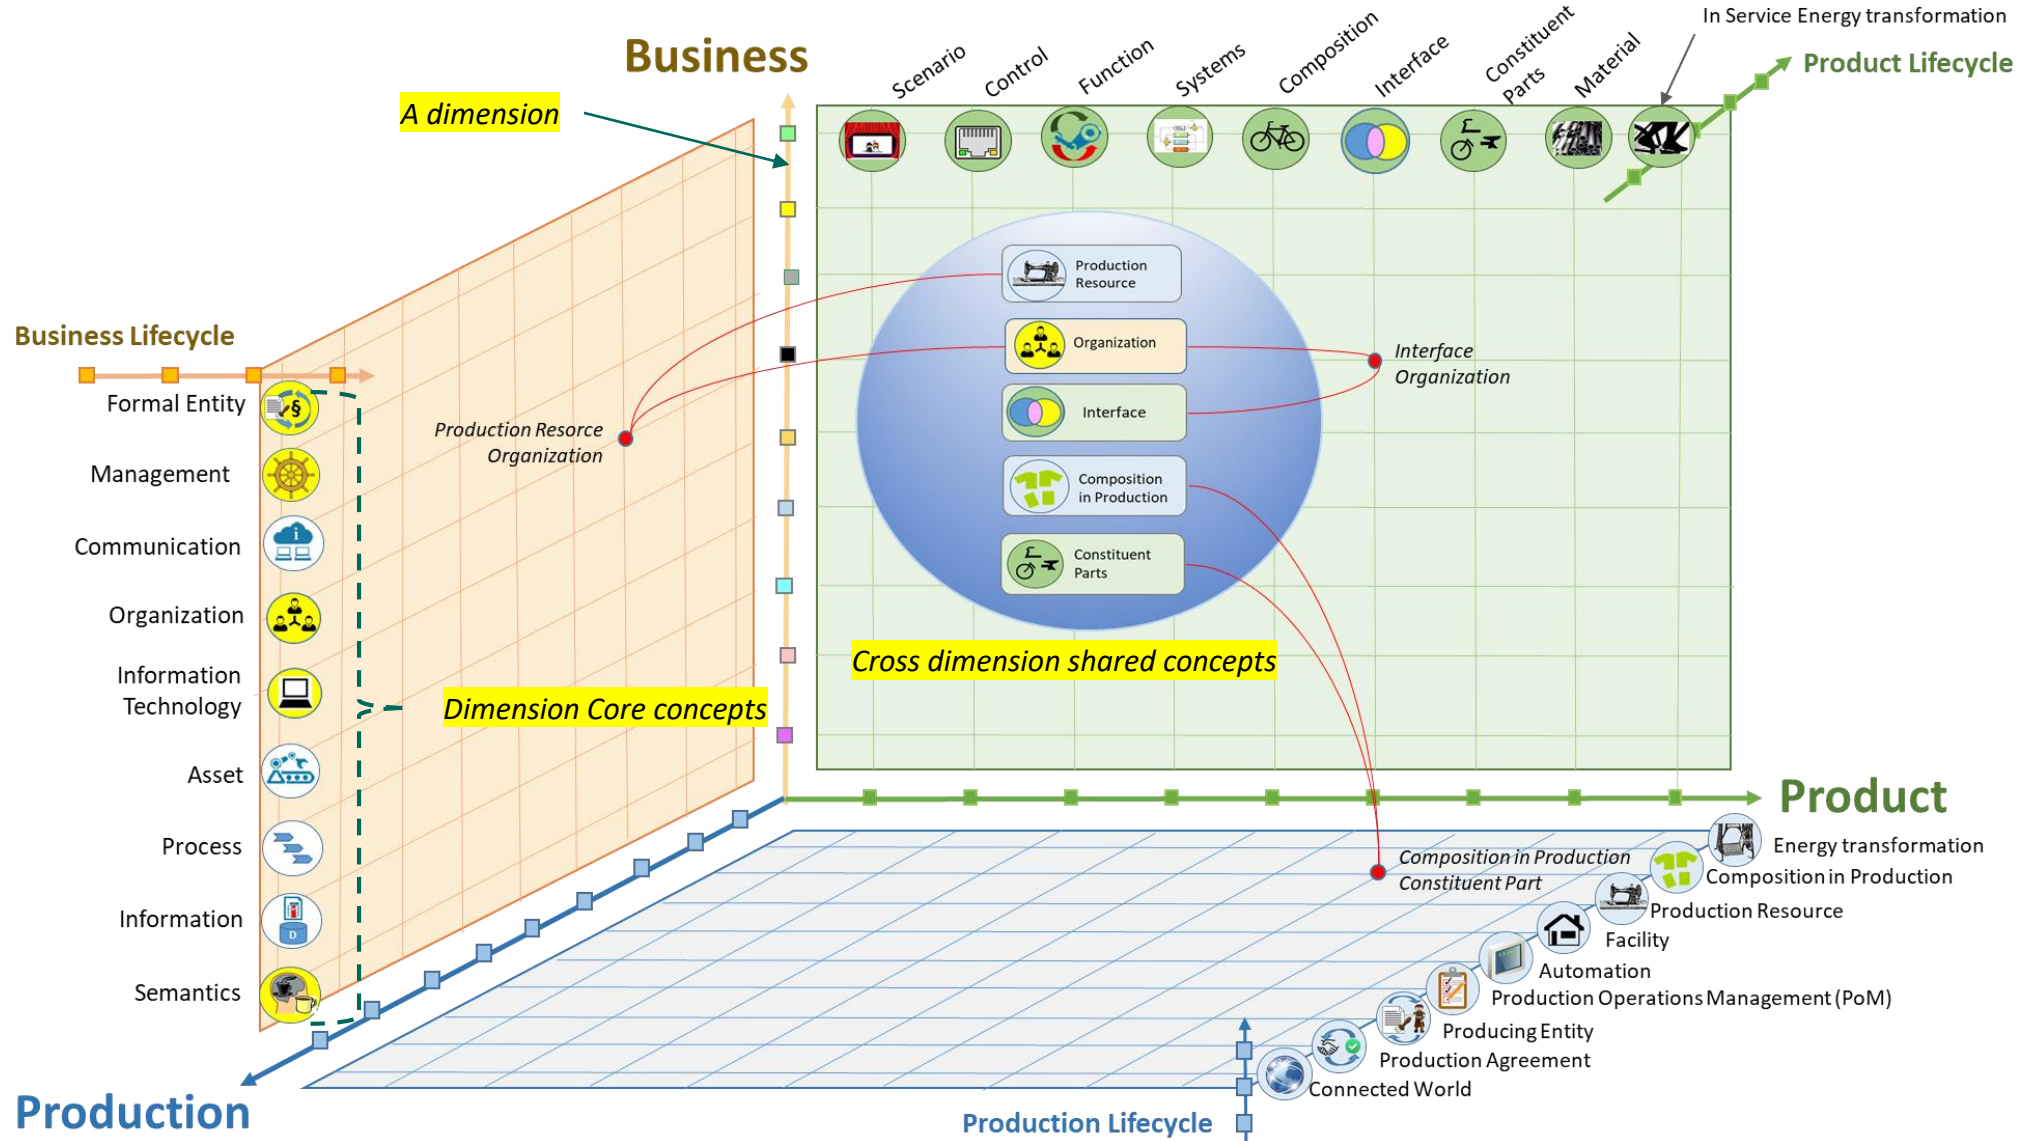 In Service Energy transformation
Business
Product Lifecycle
Scenario
Control
Function
Systems
Composition
Interface
Constituent
Parts
Material
A dimension
Business Lifecycle
Formal Entity
Management
Communication
Organization
Information
Technology
Asset
Process
Information
Semantics
Production Resorce
Organization
Dimension Core concepts
Production
Resource
Organization
Interface
Composition
in Production
Constituent
Parts
Interface
Organization
Cross dimension shared concepts
Product
Composition in Production
Constituent Part
Energy transformation
Composition in Production
Production Resource
Facility
Automation
Production Operations Management (PoM)
Producing Entity
Production Agreement
Connected World
Production Lifecycle
Production